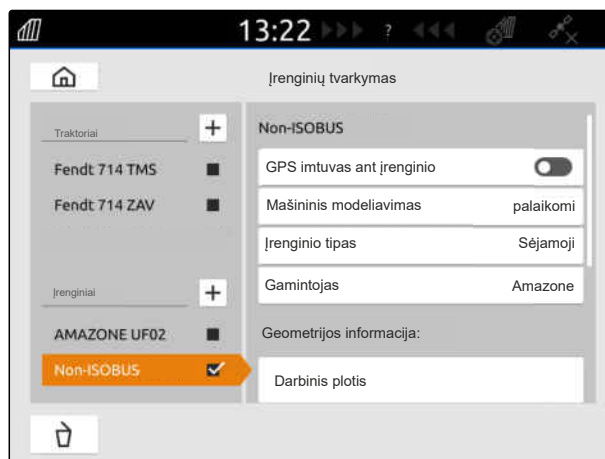 13:22
?
Įrenginių tvarkymas
Traktoriai
Fendt 714 TMS
Fendt 714 ZAV
Įrenginiai
AMAZONE UF02
Non-ISOBUS
Non-ISOBUS
GPS imtuvas ant įrenginio
Mašininis modeliavimas palaikomi
Įrenginio tipas Sėjamoji
Gamintojas Amazone
Geometrijos informacija:
Darbinis plotis